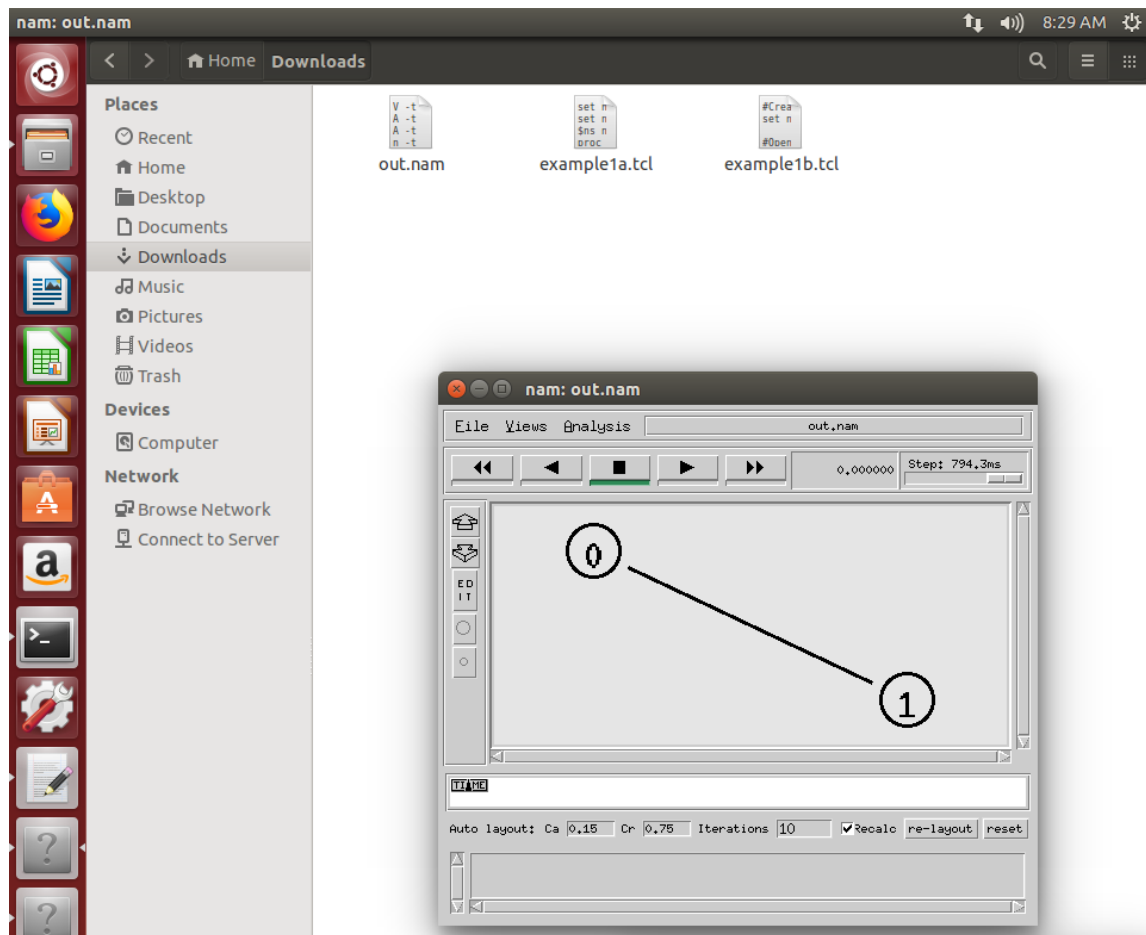 nam: out.nam
8:29 AM
Home Downloads
Places
Recent
Home
Desktop
Documents
Downloads
Music
Pictures
Videos
Trash
Devices
Computer
Network
Browse Network
Connect to Server
V -t
A -t
A -t
n -t
out.nam
set n
set n
$ns n
proc
example1a.tcl
#Crea
set n
#Open
example1b.tcl
nam: out.nam
File Views Analysis out.nam
0.000000 Step: 794.3ms
ED
IT
0
1
TIME
Auto layout: Ca 0.15 Cr 0.75 Iterations 10 Recalc re-layout reset
A
a
>_
?
?